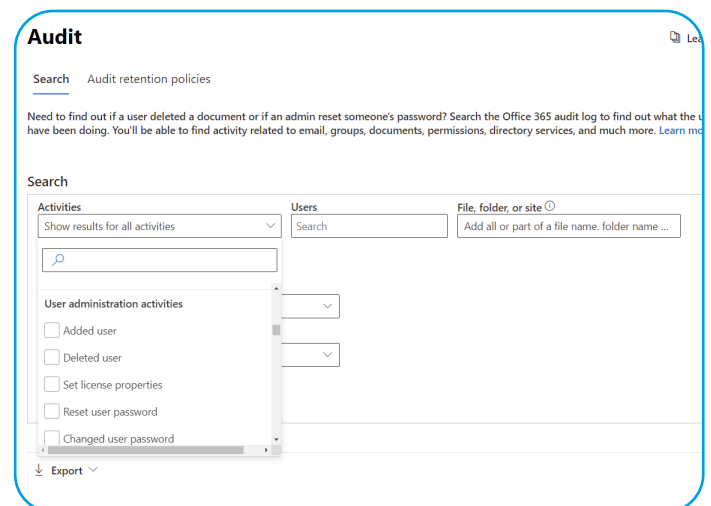 Audit
Search Audit retention policies
Need to find out if a user deleted a document or if an admin reset someone's password? Search the Office 365 audit log to find out what the
have been doing. You'll be able to find activity related to email, groups, documents, permissions, directory services, and much more. Learn
Search
Activities Users File, folder, or site
Show results for all activities Search Add all or part of a file name. folder name ...
User administration activities
Added user
Deleted user
Set license properties
Reset user password
Changed user password
Export